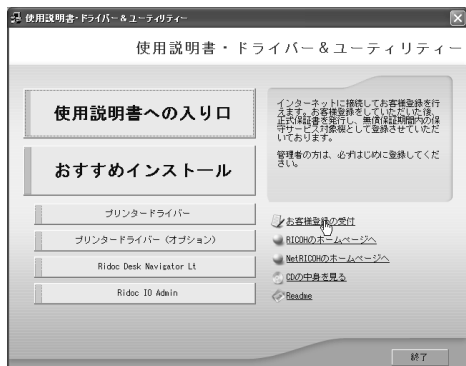 使用説明書・ドライバー＆ユーティリティー
使用説明書・ドライバー＆ユーティリティー
使用説明書への入り口
おすすめインストール
プリンタードライバー
プリンタードライバー（オプション）
Ridoc Desk Navigator Lt
Ridoc IO Admin
インターネットに接続してお客様登録を行
えます。お客様登録をしていただいた後、
正式保証書を発行し、無償保証期間内の保
守サービス対象機として登録させていただ
いております。
管理者の方は、必ずはじめに登録してくだ
さい。
お客様登録の受付
RICOHのホームページへ
NetRICOHのホームページへ
CDの中身を見る
Readme
終了